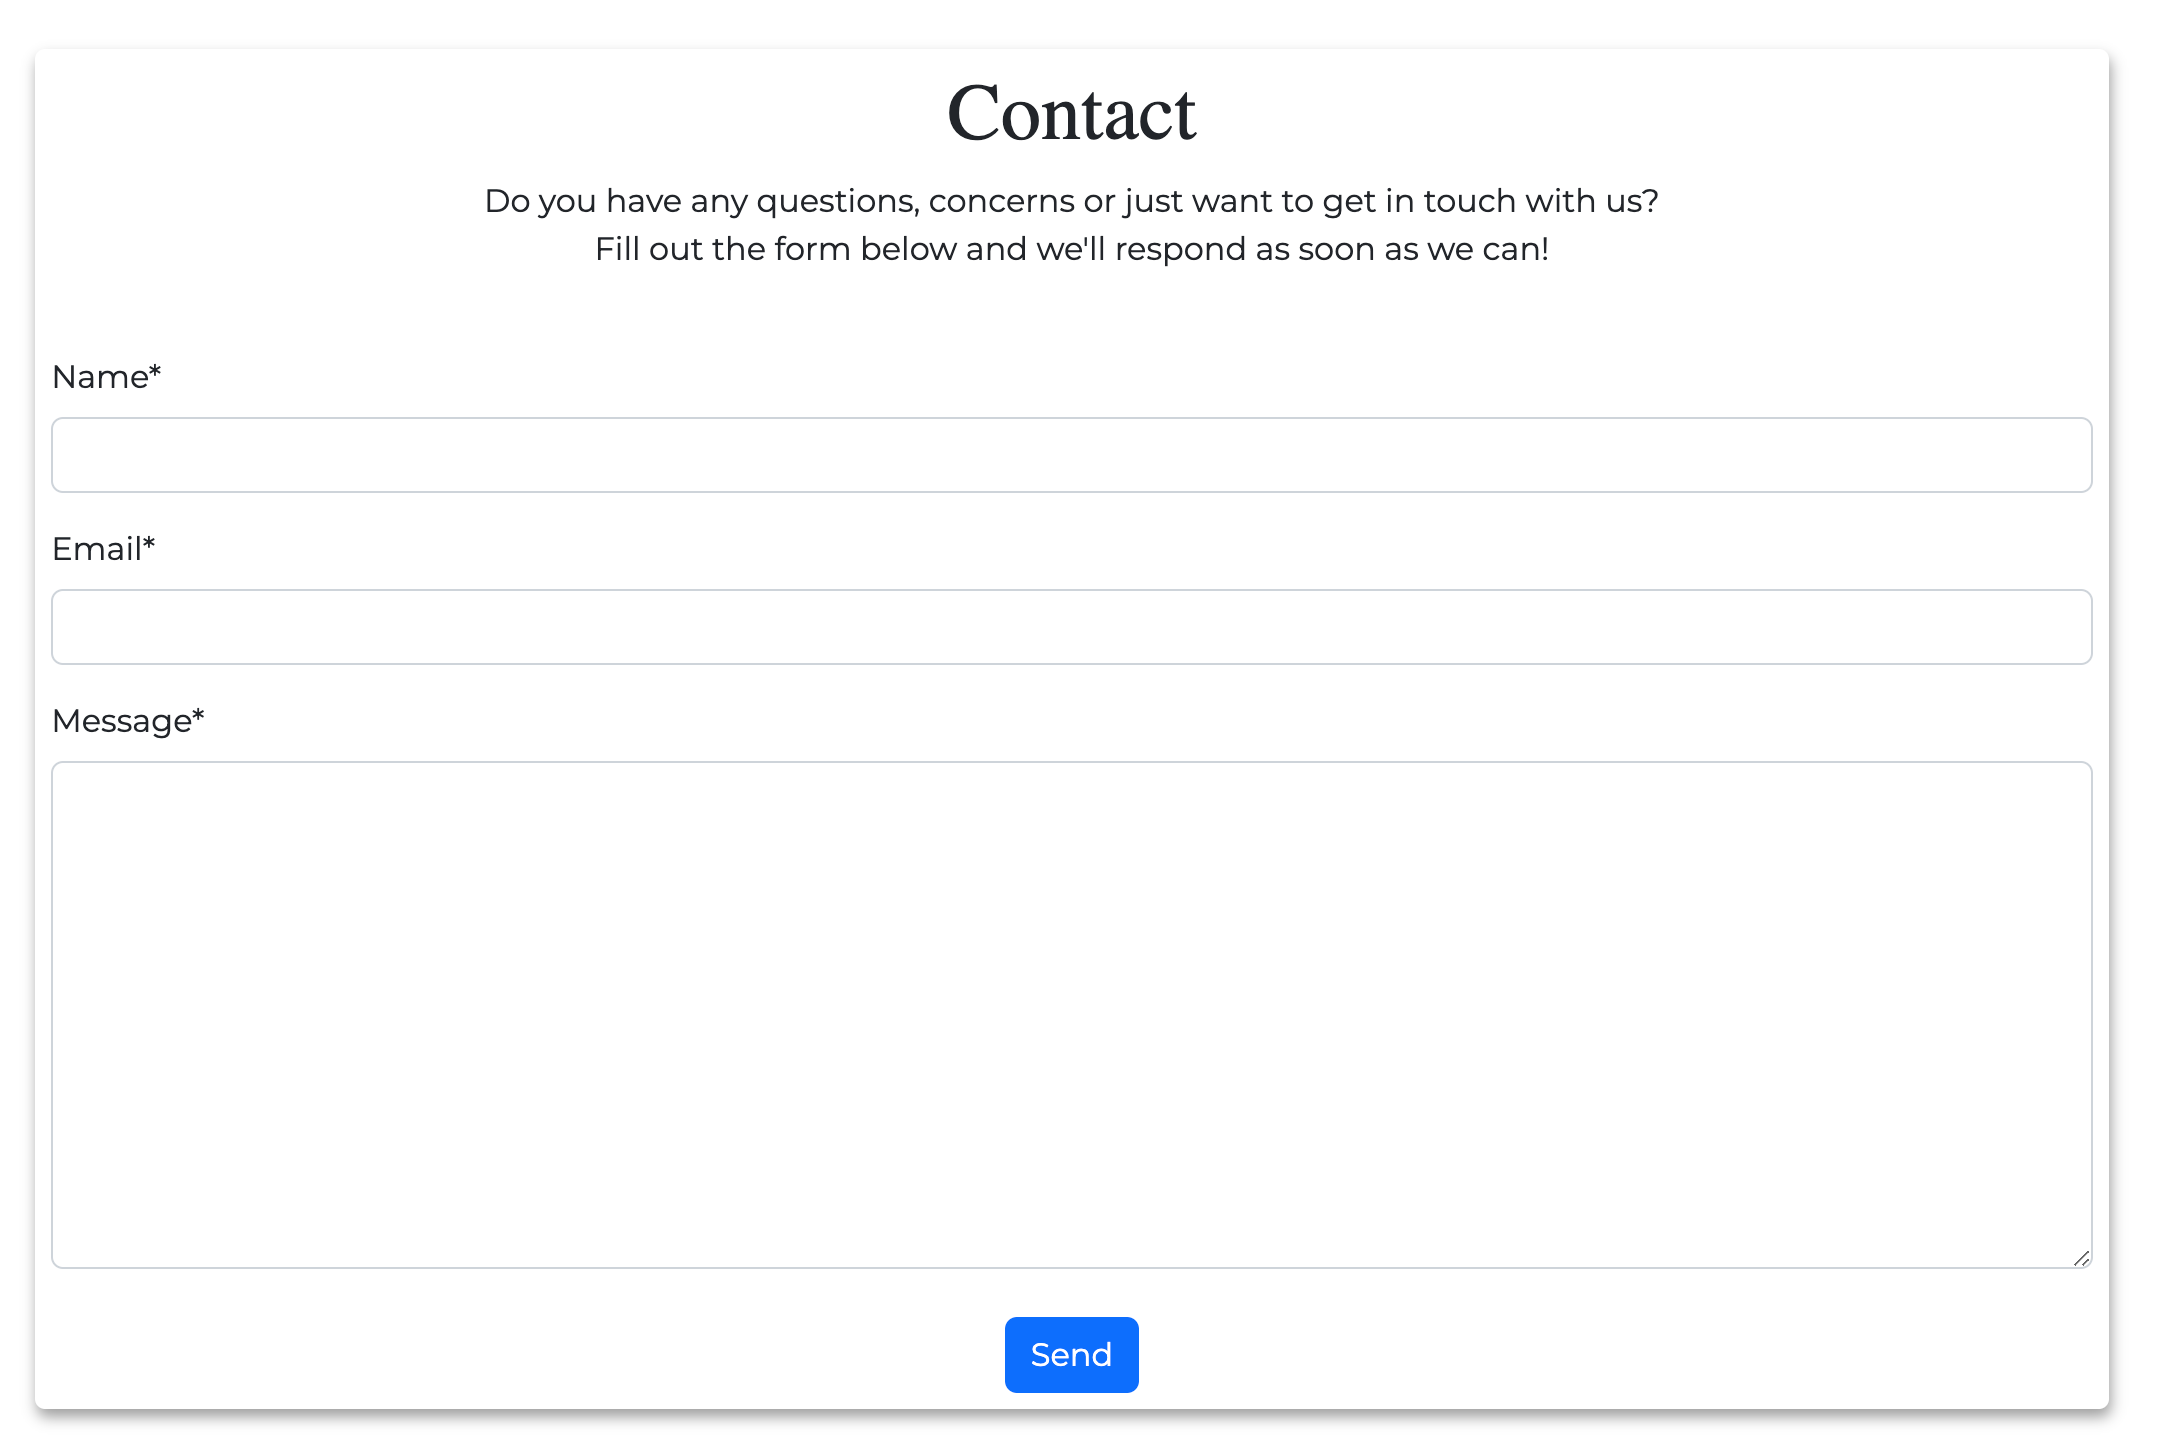 Contact
Do you have any questions, concerns or just want to get in touch with us?
Fill out the form below and we'll respond as soon as we can!
Name*
Email*
Message*
Send